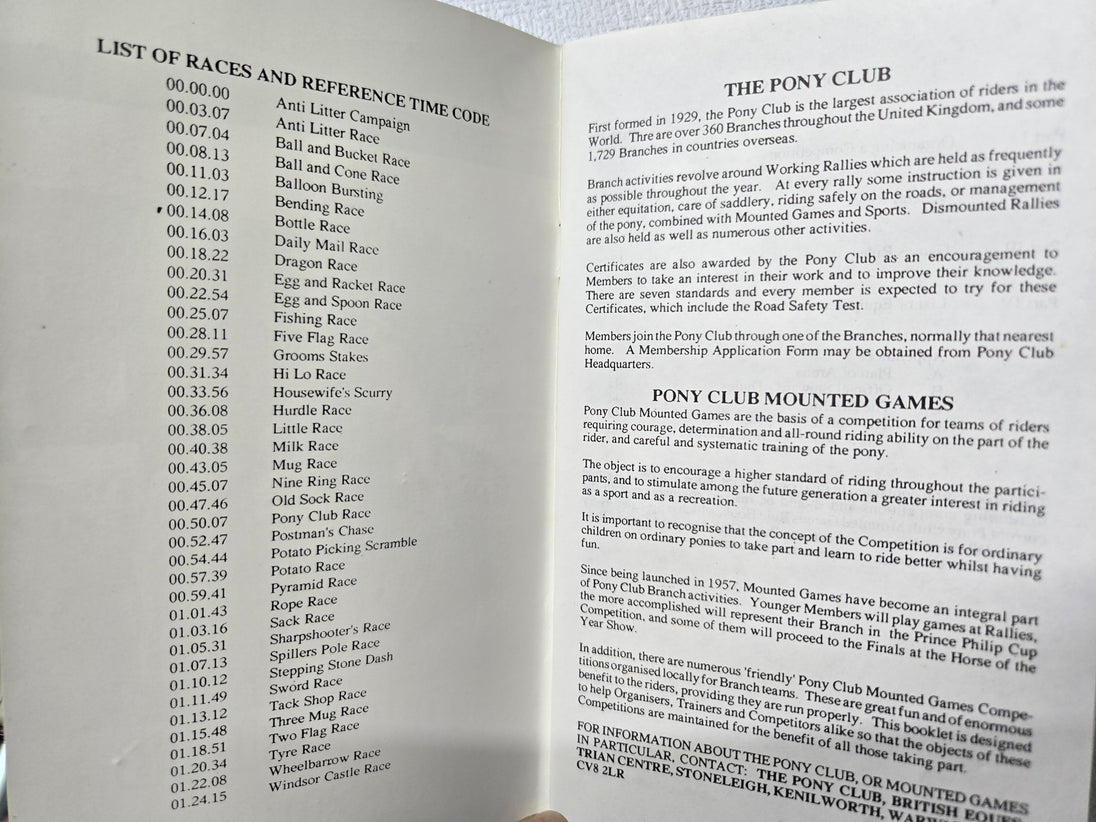 LIST OF RACES AND REFERENCE TIME CODE
00.00.00 Anti Litter Campaign
00.03.07 Anti Litter Race
00.07.04 Ball and Bucket Race
00.08.13 Ball and Cone Race
00.11.03 Balloon Bursting
00.12.17 Bending Race
00.14.08 Bottle Race
00.16.03 Daily Mail Race
00.18.22 Dragon Race
00.20.31 Egg and Racket Race
00.22.54 Egg and Spoon Race
00.25.07 Fishing Race
00.28.11 Five Flag Race
00.29.57 Grooms Stakes
00.31.34 Hi Lo Race
00.33.56 Housewife's Scurry
00.36.08 Hurdle Race
00.38.05 Little Race
00.40.38 Milk Race
00.43.05 Mug Race
00.45.07 Nine Ring Race
00.47.46 Old Sock Race
00.50.07 Pony Club Race
00.52.47 Postman's Chase
00.54.44 Potato Picking Scramble
00.57.39 Potato Race
00.59.41 Pyramid Race
01.01.43 Rope Race
01.03.16 Sack Race
01.05.31 Sharpshooter's Race
01.07.13 Spillers Pole Race
01.10.12 Stepping Stone Dash
01.11.49 Sword Race
01.13.12 Tack Shop Race
01.15.48 Three Mug Race
01.18.51 Two Flag Race
01.20.34 Tyre Race
01.22.08 Wheelbarrow Race
01.24.15 Windsor Castle Race
THE PONY CLUB
First formed in 1929, the Pony Club is the largest association of riders in the
World. Thre are over 360 Branches throughout the United Kingdom, and some
1,729 Branches in countries overseas.
Branch activities revolve around Working Rallies which are held as frequently
as possible throughout the year. At every rally some instruction is given in
either equitation, care of saddlery, riding safely on the roads, or management
of the pony, combined with Mounted Games and Sports. Dismounted Rallies
are also held as well as numerous other activities.
Certificates are also awarded by the Pony Club as an encouragement to
Members to take an interest in their work and to improve their knowledge.
There are seven standards and every member is expected to try for these
Certificates, which include the Road Safety Test.
Members join the Pony Club through one of the Branches, normally that nearest
home. A Membership Application Form may be obtained from Pony Club
Headquarters.
PONY CLUB MOUNTED GAMES
Pony Club Mounted Games are the basis of a competition for teams of riders
requiring courage, determination and all-round riding ability on the part of the
rider, and careful and systematic training of the pony.
The object is to encourage a higher standard of riding throughout the partici-
pants, and to stimulate among the future generation a greater interest in riding
as a sport and as a recreation.
It is important to recognise that the concept of the Competition is for ordinary
children on ordinary ponies to take part and learn to ride better whilst having
fun.
Since being launched in 1957, Mounted Games have become an integral part
of Pony Club Branch activities. Younger Members will play games at Rallies,
the more accomplished will represent their Branch in the Prince Philip Cup
Competition, and some of them will proceed to the Finals at the Horse of the
Year Show.
In addition, there are numerous 'friendly' Pony Club Mounted Games Compe-
titions organised locally for Branch teams. These are great fun and of enormous
benefit to the riders, providing they are run properly. This booklet is designed
to help Organisers, Trainers and Competitors alike so that the objects of these
Competitions are maintained for the benefit of all those taking part.
FOR INFORMATION ABOUT THE PONY CLUB, OR MOUNTED GAMES
IN PARTICULAR, CONTACT: THE PONY CLUB, BRITISH EQUES
TRIAN CENTRE, STONELEIGH, KENILWORTH,
CV8 2LR